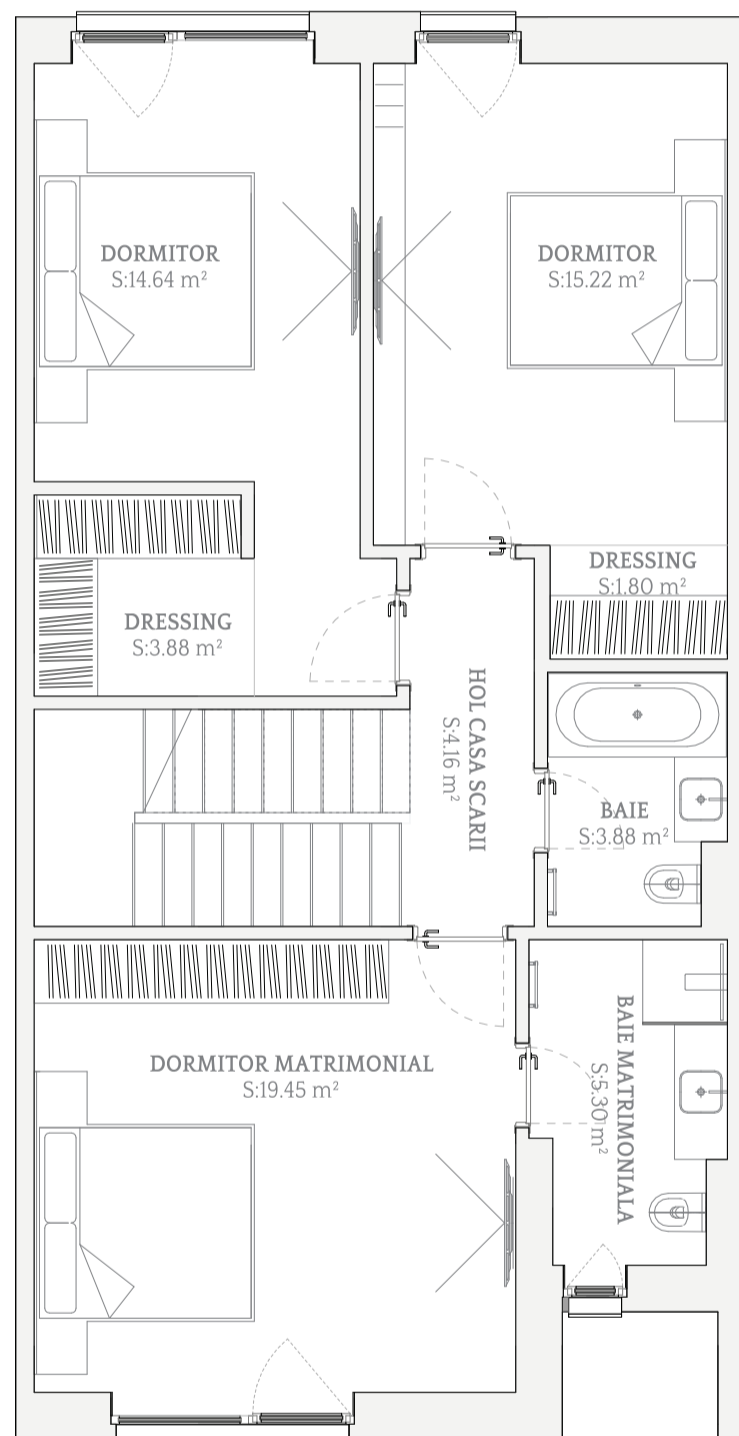 DORMITOR
S:14.64 m²
DORMITOR
S:15.22 m²
DRESSING
S:1.80 m²
DRESSING
S:3.88 m²
HOL CASA SCARII
S:4.16 m²
BAIE
S:3.88 m²
DORMITOR MATRIMONIAL
S:19.45 m²
BAIE MATRIMONIALA
S:5.30 m²